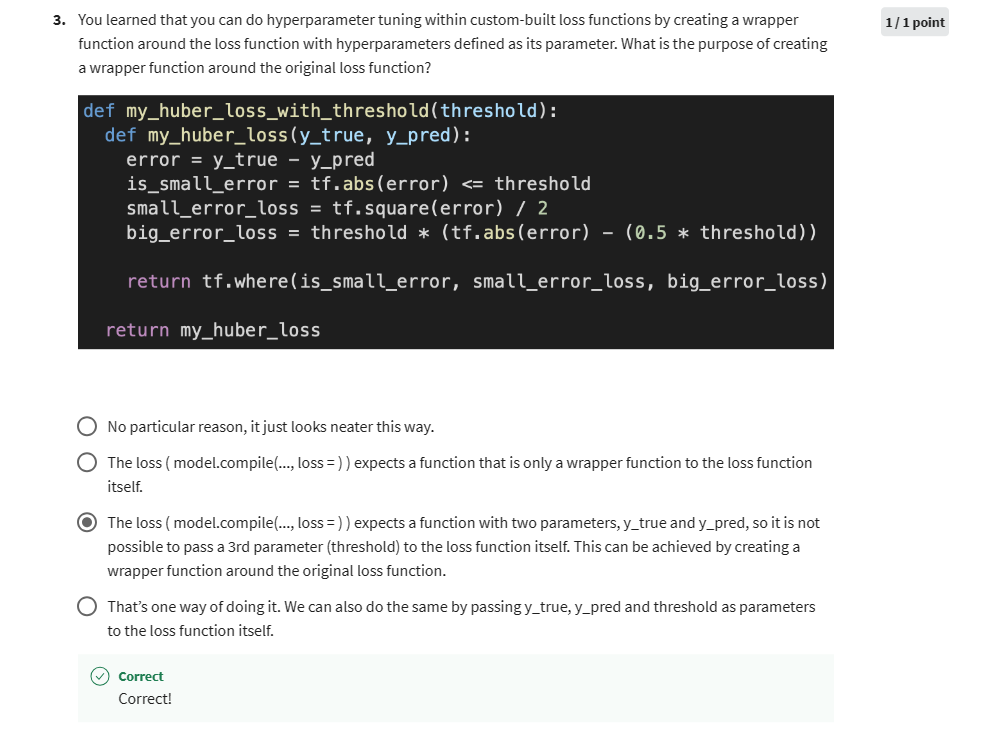 3. You learned that you can do hyperparameter tuning within custom-built loss functions by creating a wrapper
function around the loss function with hyperparameters defined as its parameter. What is the purpose of creating
a wrapper function around the original loss function?
1 / 1 point
def my_huber_loss_with_threshold(threshold):
  def my_huber_loss(y_true, y_pred):
    error = y_true - y_pred
    is_small_error = tf.abs(error) <= threshold
    small_error_loss = tf.square(error) / 2
    big_error_loss = threshold * (tf.abs(error) - (0.5 * threshold))
    return tf.where(is_small_error, small_error_loss, big_error_loss)
  return my_huber_loss
No particular reason, it just looks neater this way.
The loss ( model.compile(..., loss = ) ) expects a function that is only a wrapper function to the loss function
itself.
The loss ( model.compile(..., loss = ) ) expects a function with two parameters, y_true and y_pred, so it is not
possible to pass a 3rd parameter (threshold) to the loss function itself. This can be achieved by creating a
wrapper function around the original loss function.
That’s one way of doing it. We can also do the same by passing y_true, y_pred and threshold as parameters
to the loss function itself.
Correct
Correct!